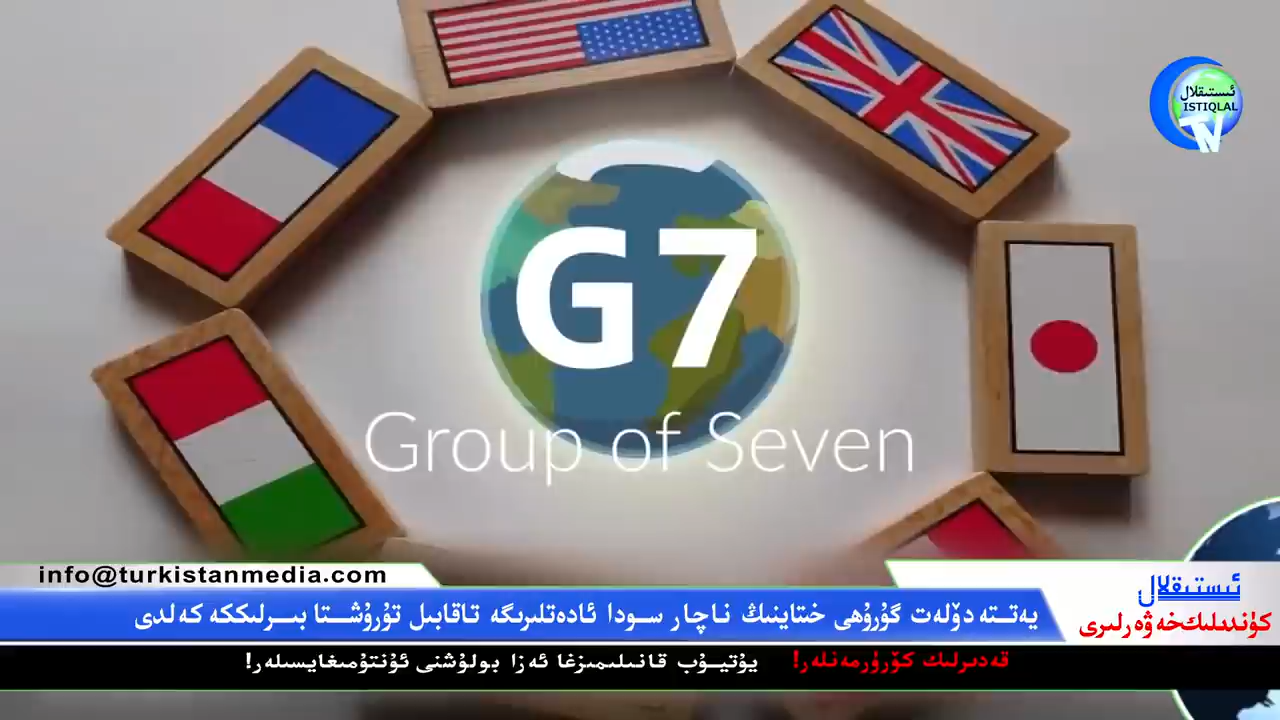 ئىستىقلال
ISTIQLAL
TV
G7
Group of Seven
info@turkistanmedia.com
ئىستىقلال
كۈندىلىك خەۋەرلىرى
يەتتە دۆلەت گۇرۇھى خىتاينىڭ ناچار سودا ئادەتلىرىگە تاقابىل تۇرۇشتا بىرلىككە كەلدى
قەدىرلىك كۆرۈرمەنلەر! يۇتيۇب قانىلىمىزغا ئەزا بولۇشنى ئۇنتۇمىغايسىلەر!